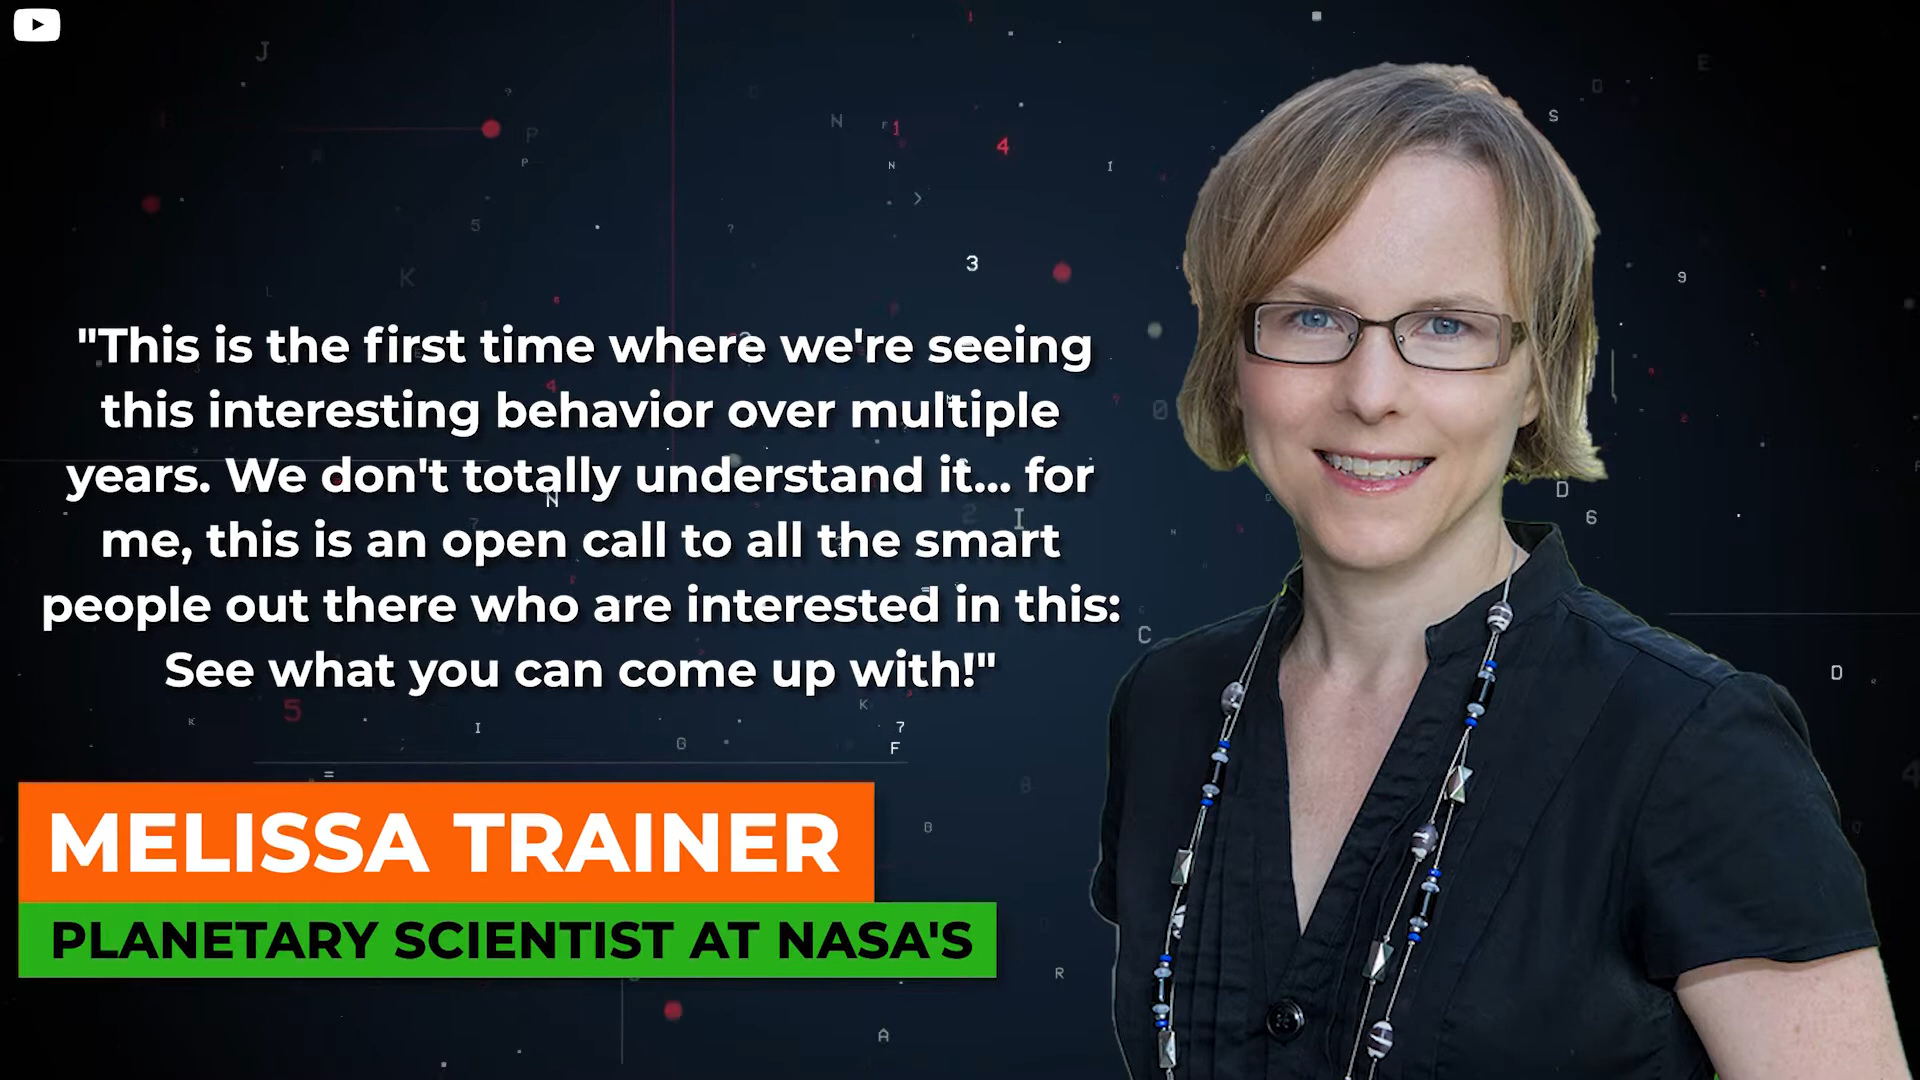 "This is the first time where we're seeing
this interesting behavior over multiple
years. We don't totally understand it... for
me, this is an open call to all the smart
people out there who are interested in this:
See what you can come up with!"
MELISSA TRAINER
PLANETARY SCIENTIST AT NASA'S